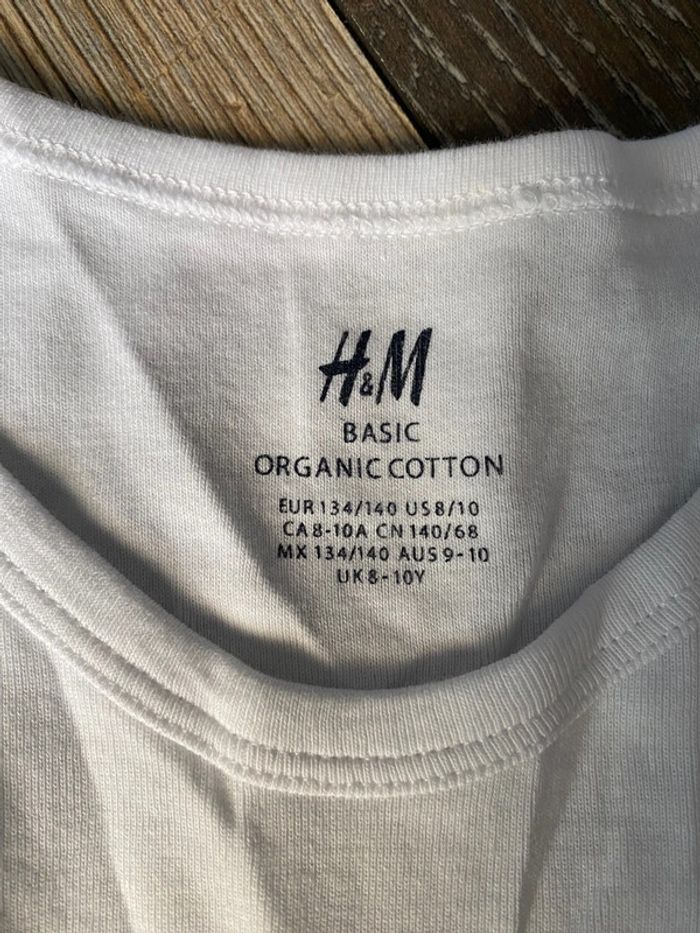 H&M
BASIC
ORGANIC COTTON
EUR 134/140 US 8/10
CA 8-10A CN 140/68
MX 134/140 AUS 9-10
UK 8-10Y